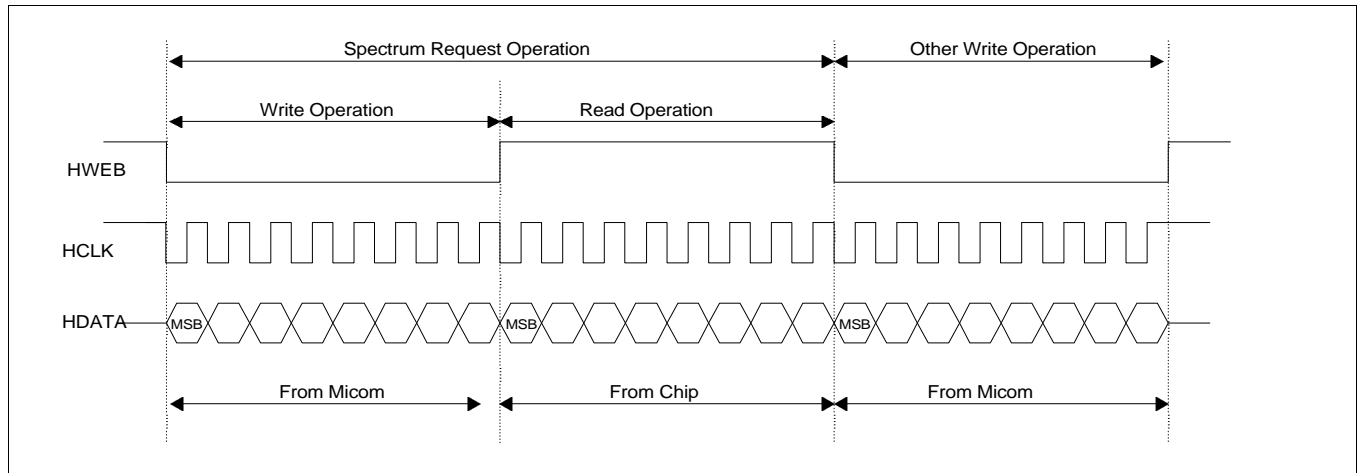 Spectrum Request Operation
Other Write Operation
Write Operation
Read Operation
HWEB
HCLK
HDATA
MSB
MSB
MSB
From Micom
From Chip
From Micom